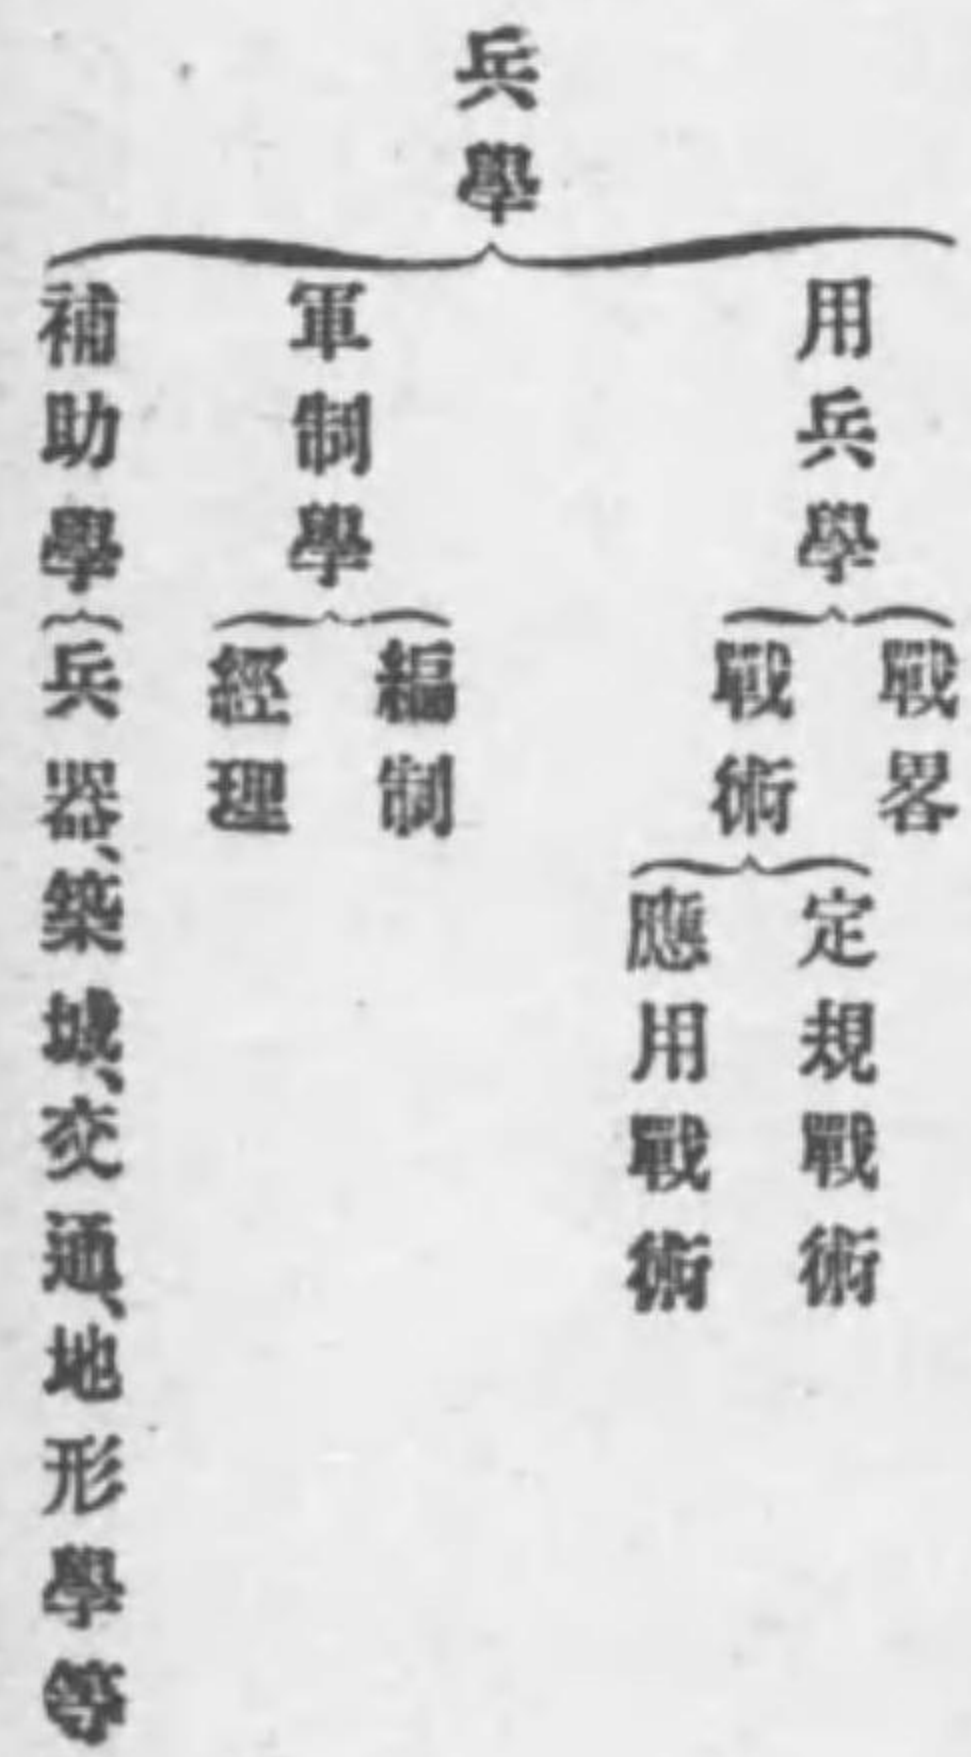 兵學
用兵學
戰畧
戰術
定規戰術
應用戰術
軍制學
編制
經理
補助學
兵器、築城、交通、地形學等